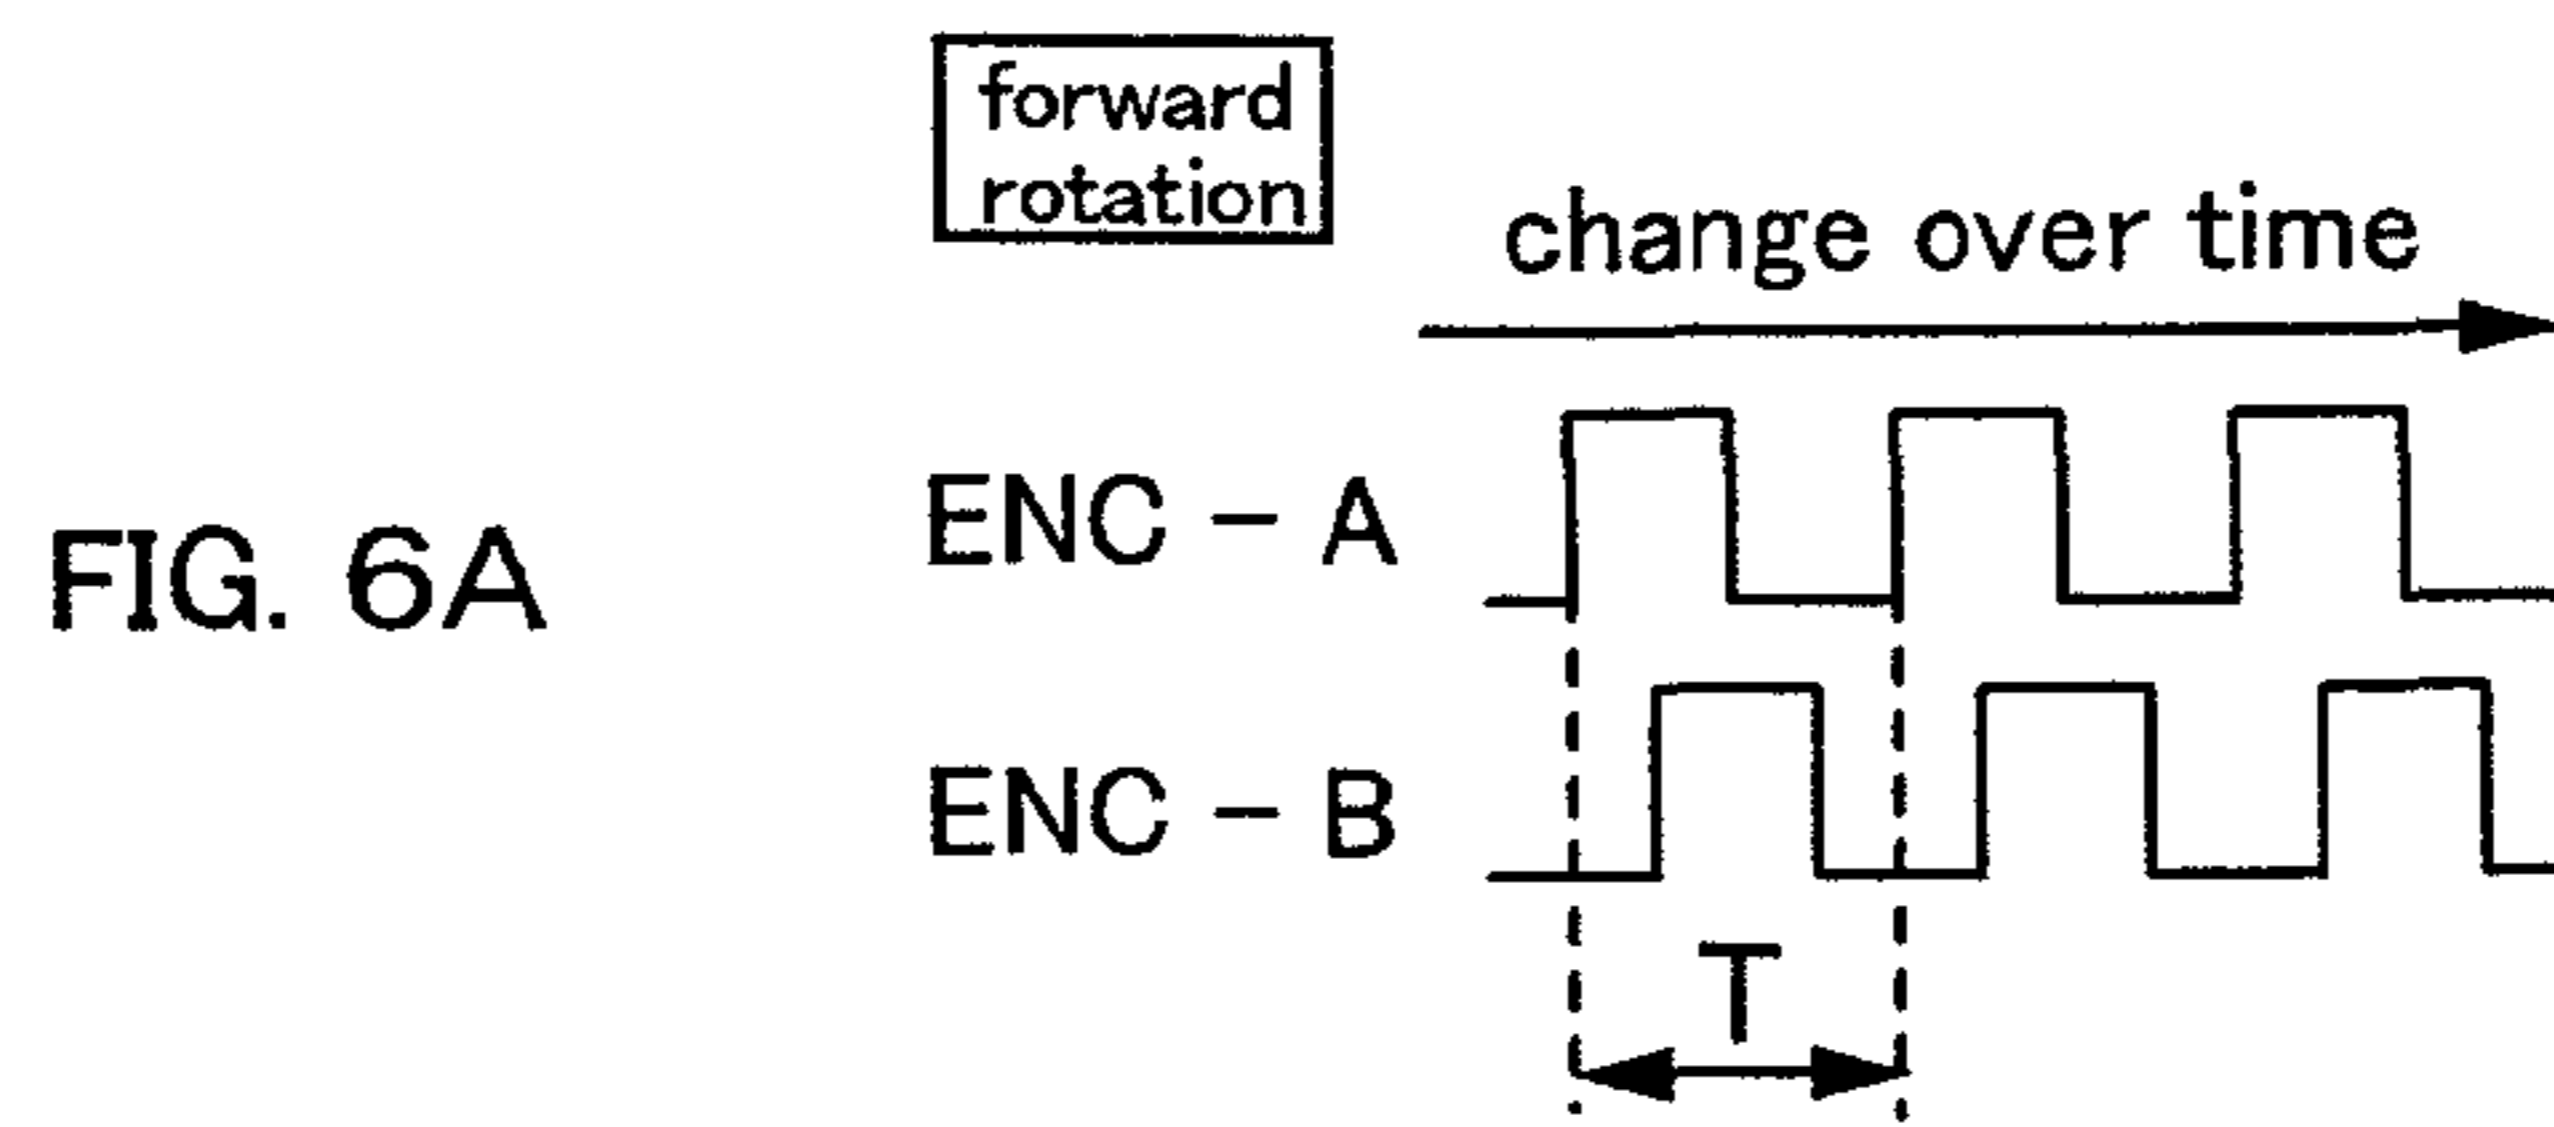 forward
rotation
change over time
ENC - A
FIG. 6A
ENC - B
T